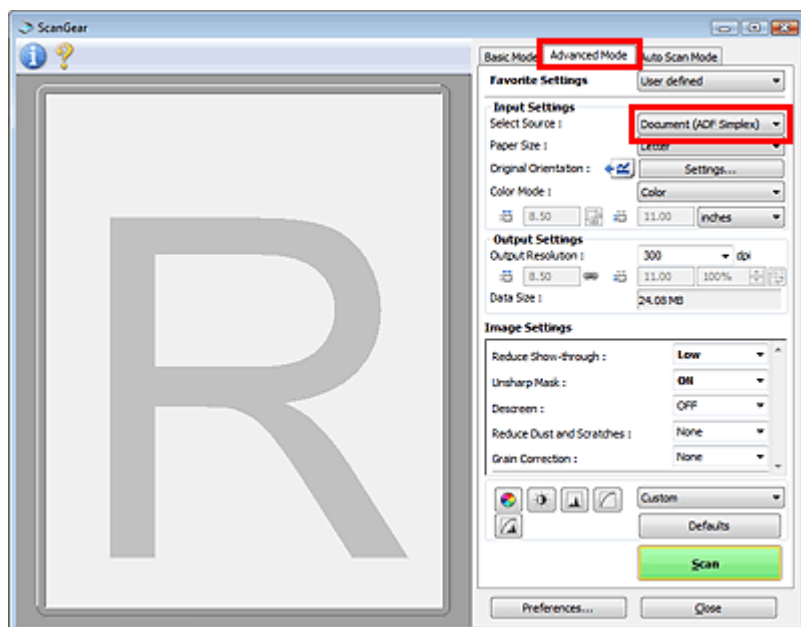 ScanGear
Basic Mode Advanced Mode Auto Scan Mode
Favorite Settings User defined
Input Settings
Select Source : Document (ADF Simplex)
Paper Size : Letter
Original Orientation : Settings...
Color Mode : Color
8.50 11.00 inches
Output Settings
Output Resolution : 300 dpi
8.50 11.00 100%
Data Size : 24.08 MB
Image Settings
Reduce Show-through : Low
Unsharp Mask : ON
Descreen : OFF
Reduce Dust and Scratches : None
Grain Correction : None
Custom
Defaults
Scan
Preferences... Close
R